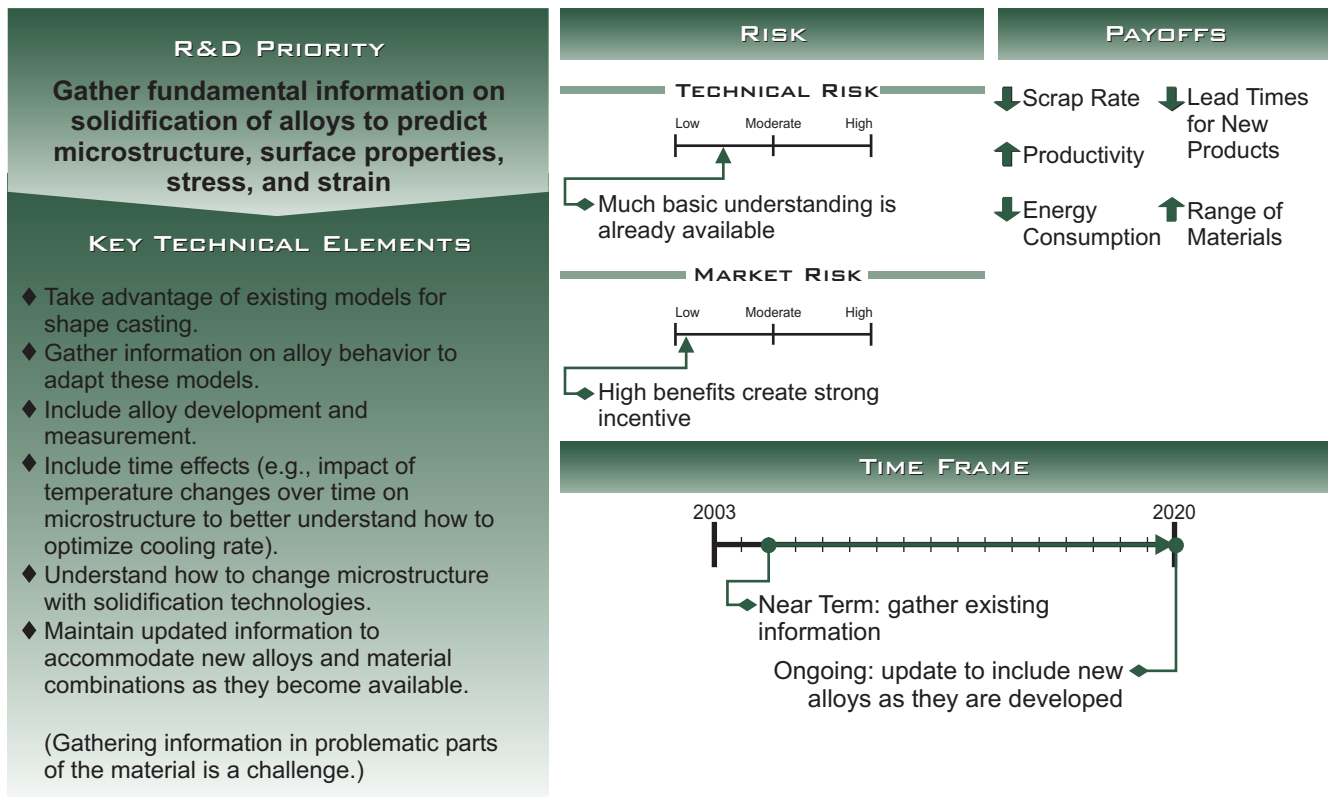 R&D Priority
Gather fundamental information on
solidification of alloys to predict
microstructure, surface properties,
stress, and strain
Key Technical Elements
♦ Take advantage of existing models for
shape casting.
♦ Gather information on alloy behavior to
adapt these models.
♦ Include alloy development and
measurement.
♦ Include time effects (e.g., impact of
temperature changes over time on
microstructure to better understand how to
optimize cooling rate).
♦ Understand how to change microstructure
with solidification technologies.
♦ Maintain updated information to
accommodate new alloys and material
combinations as they become available.
(Gathering information in problematic parts
of the material is a challenge.)
Risk
Technical Risk
Low Moderate High
Much basic understanding is
already available
Market Risk
Low Moderate High
High benefits create strong
incentive
Payoffs
Scrap Rate
Productivity
Energy
Consumption
Lead Times
for New
Products
Range of
Materials
Time Frame
2003 2020
Near Term: gather existing
information
Ongoing: update to include new
alloys as they are developed